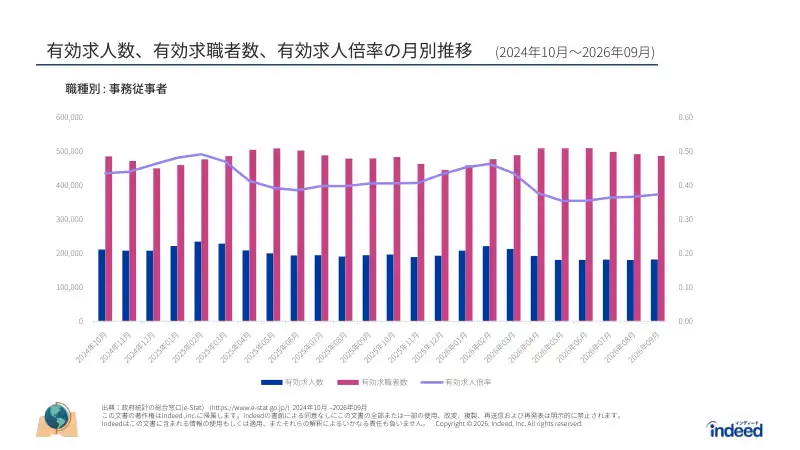 有効求人数、有効求職者数、有効求人倍率の月別推移 (2024年10月～2026年09月)
職種別 : 事務従事者
600,000
500,000
400,000
300,000
200,000
100,000
0
0.60
0.50
0.40
0.30
0.20
0.10
0.00
2024年10月
2024年11月
2024年12月
2025年01月
2025年02月
2025年03月
2025年04月
2025年05月
2025年06月
2025年07月
2025年08月
2025年09月
2025年10月
2025年11月
2025年12月
2026年01月
2026年02月
2026年03月
2026年04月
2026年05月
2026年06月
2026年07月
2026年08月
2026年09月
有効求人数 有効求職者数 有効求人倍率
出典：政府統計の総合窓口(e-Stat） (https://www.e-stat.go.jp/) 2024年10月 –2026年09月
この文書の著作権はIndeed ,inc.に帰属します。Indeedの書面による同意なしにこの文書の全部または一部の使用、改変、複製、再送信および再発表は明示的に禁止されます。
Indeedはこの文書に含まれる情報の使用もしくは適用、またそれらの解釈によるいかなる責任も負いません。 Copyright © 2026, Indeed, Inc. All rights reserved.
インディード
indeed